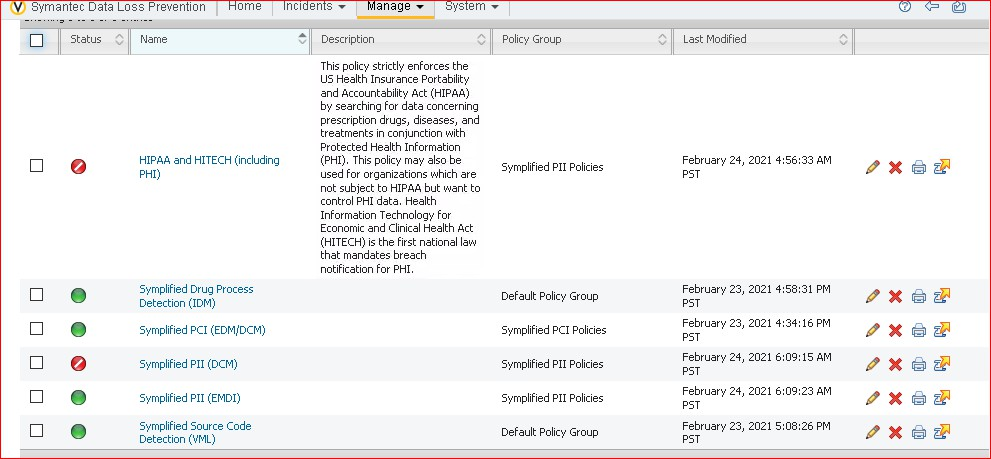 Symantec Data Loss Prevention Home Incidents Manage System
Status Name Description Policy Group Last Modified
This policy strictly enforces the
US Health Insurance Portability
and Accountability Act (HIPAA)
by searching for data concerning
prescription drugs, diseases, and
treatments in conjunction with
Protected Health Information
(PHI). This policy may also be
used for organizations which are
not subject to HIPAA but want to
control PHI data. Health
Information Technology for
Economic and Clinical Health Act
(HITECH) is the first national law
that mandates breach
notification for PHI.
HIPAA and HITECH (including
PHI)
Symplified PII Policies
February 24, 2021 4:56:33 AM
PST
Symplified Drug Process
Detection (IDM)
Default Policy Group
February 23, 2021 4:58:31 PM
PST
Symplified PCI (EDM/DCM)
Symplified PCI Policies
February 23, 2021 4:34:16 PM
PST
Symplified PII (DCM)
Symplified PII Policies
February 24, 2021 6:09:15 AM
PST
Symplified PII (EMDI)
Symplified PII Policies
February 24, 2021 6:09:23 AM
PST
Symplified Source Code
Detection (VML)
Default Policy Group
February 23, 2021 5:08:26 PM
PST